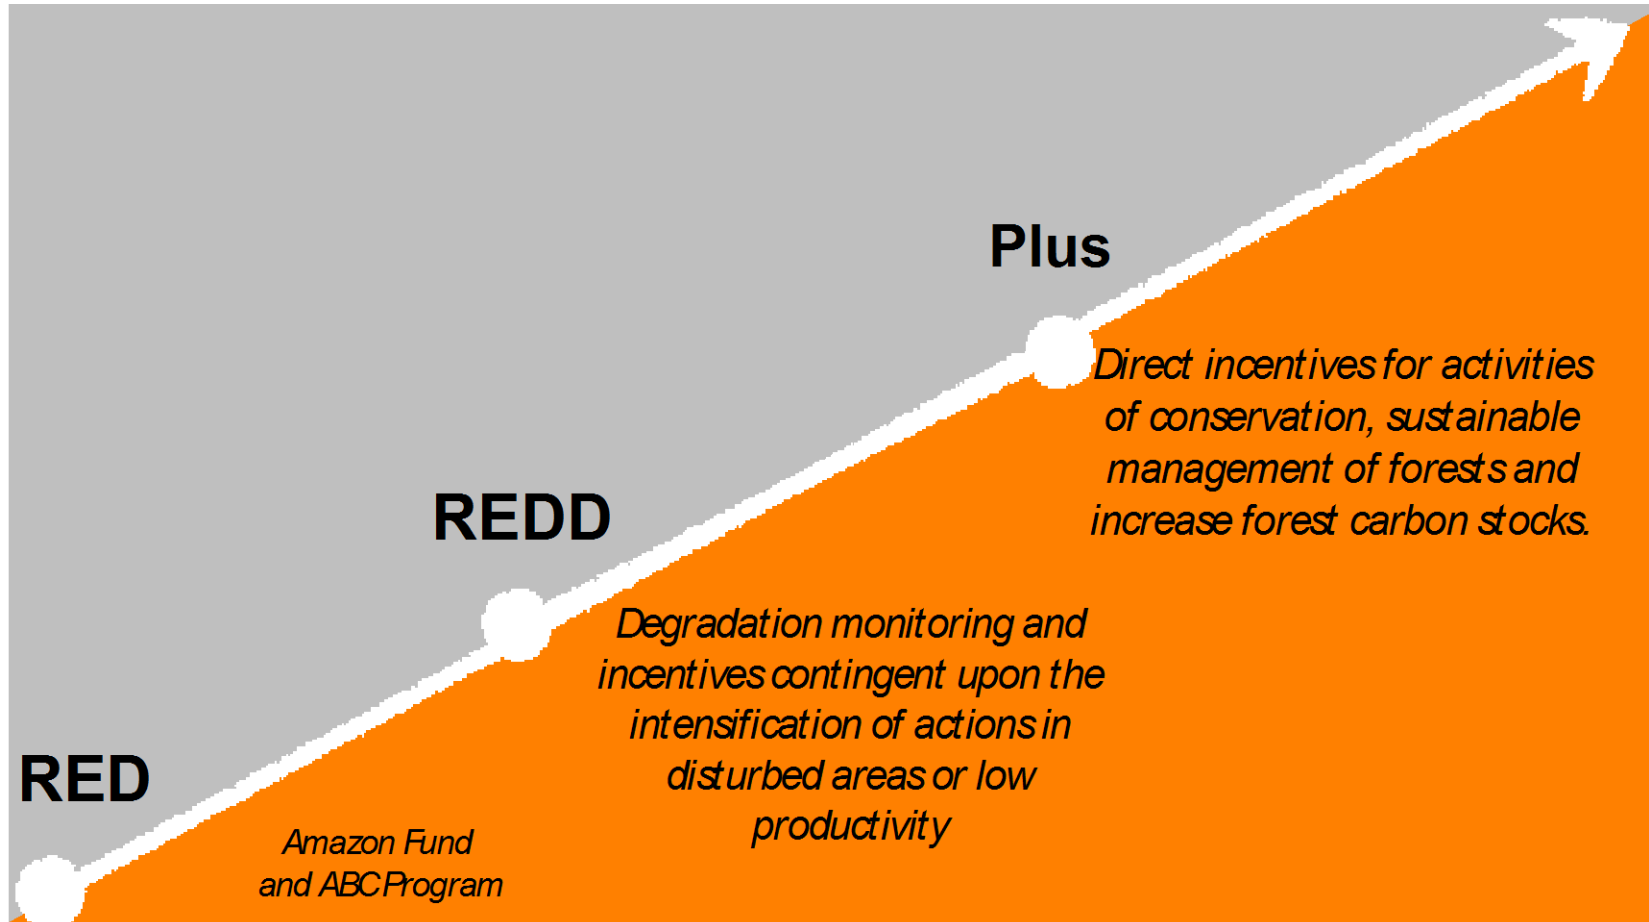 Plus
Direct incentives for activities
of conservation, sustainable
management of forests and
increase forest carbon stocks.
REDD
Degradation monitoring and
incentives contingent upon the
intensification of actions in
disturbed areas or low
productivity
RED
Amazon Fund
and ABC Program